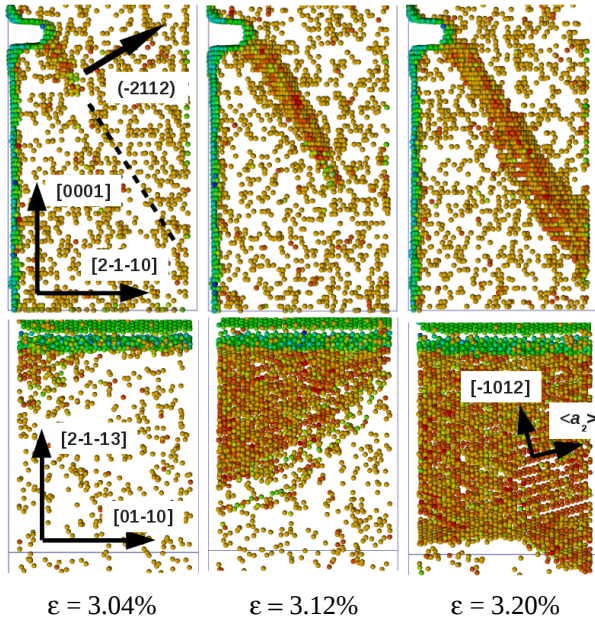 (-2112)
[0001]
[2-1-10]
[-1012]
<a2>
[2-1-13]
[01-10]
ε = 3.04%
ε = 3.12%
ε = 3.20%